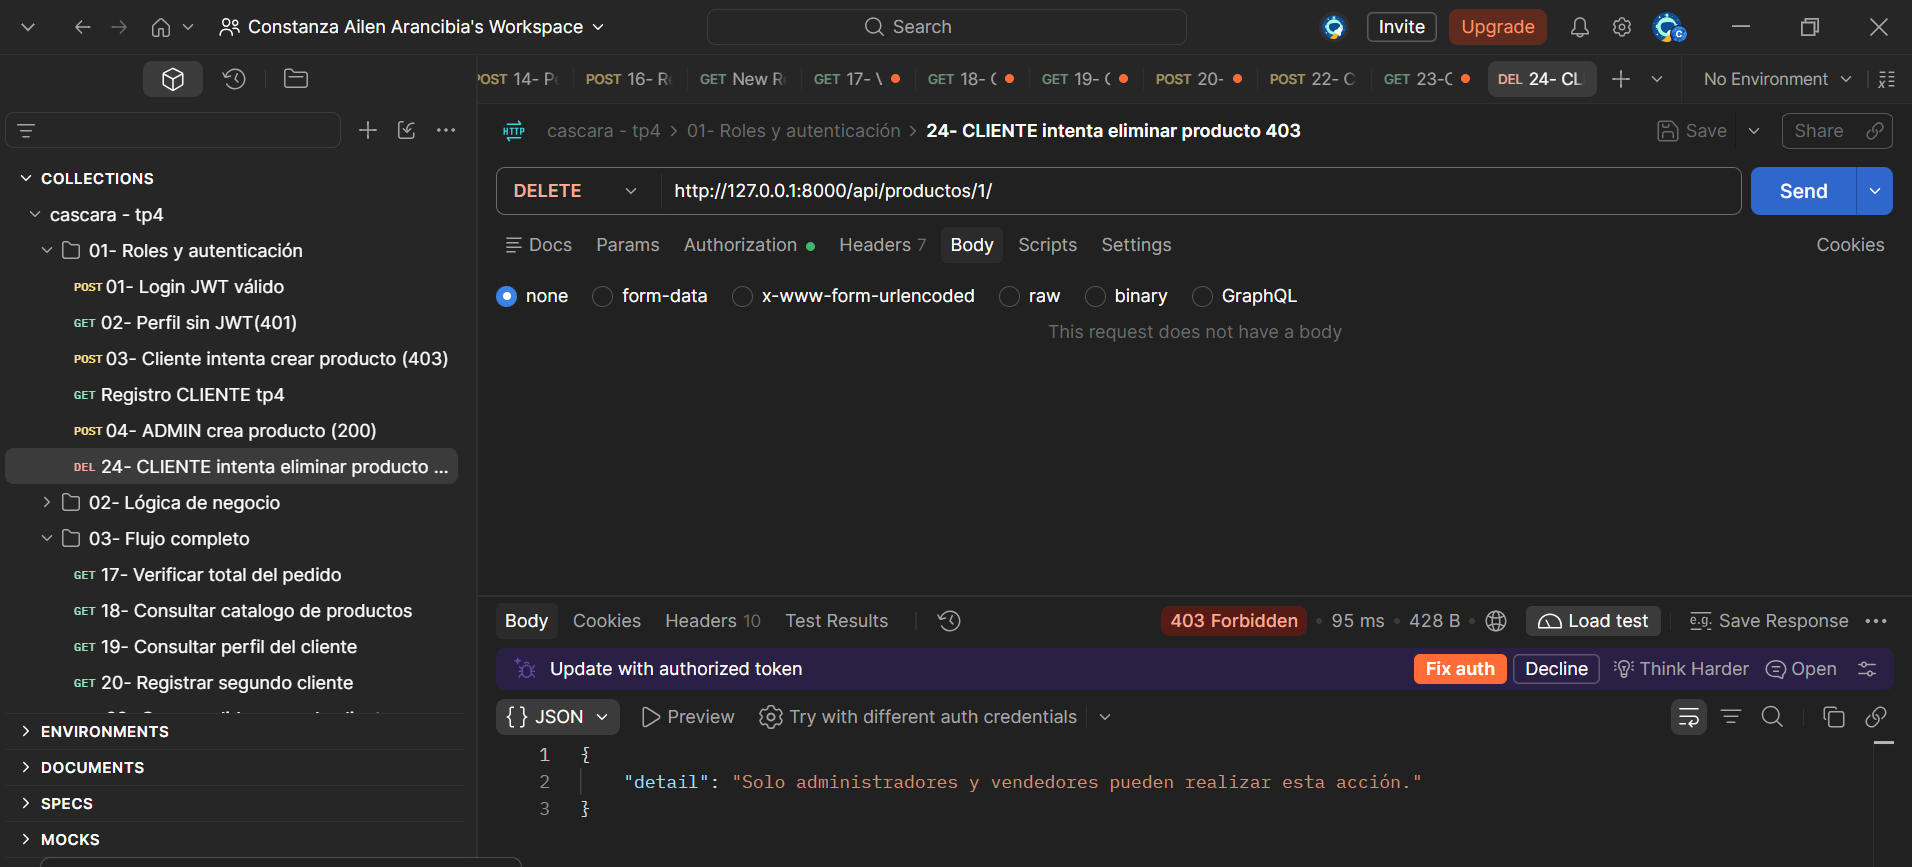 Constanza Ailen Arancibia's Workspace
Search
Invite
Upgrade
POST 14- P
POST 16- R
GET New R
GET 17- V
GET 18- C
GET 19- C
POST 20-
POST 22- C
GET 23-C
DEL 24- CL
No Environment
COLLECTIONS
cascara - tp4
01- Roles y autenticación
POST 01- Login JWT válido
GET 02- Perfil sin JWT(401)
POST 03- Cliente intenta crear producto (403)
GET Registro CLIENTE tp4
POST 04- ADMIN crea producto (200)
DEL 24- CLIENTE intenta eliminar producto ...
02- Lógica de negocio
03- Flujo completo
GET 17- Verificar total del pedido
GET 18- Consultar catalogo de productos
GET 19- Consultar perfil del cliente
GET 20- Registrar segundo cliente
ENVIRONMENTS
DOCUMENTS
SPECS
MOCKS
HTTP
cascara - tp4 > 01- Roles y autenticación > 24- CLIENTE intenta eliminar producto 403
Save
Share
DELETE
http://127.0.0.1:8000/api/productos/1/
Send
Docs
Params
Authorization
Headers 7
Body
Scripts
Settings
Cookies
none
form-data
x-www-form-urlencoded
raw
binary
GraphQL
This request does not have a body
Body
Cookies
Headers 10
Test Results
403 Forbidden • 95 ms • 428 B
Load test
e.g. Save Response
Update with authorized token
Fix auth
Decline
Think Harder
Open
{} JSON
Preview
Try with different auth credentials
1 {
2 "detail": "Solo administradores y vendedores pueden realizar esta acción."
3 }